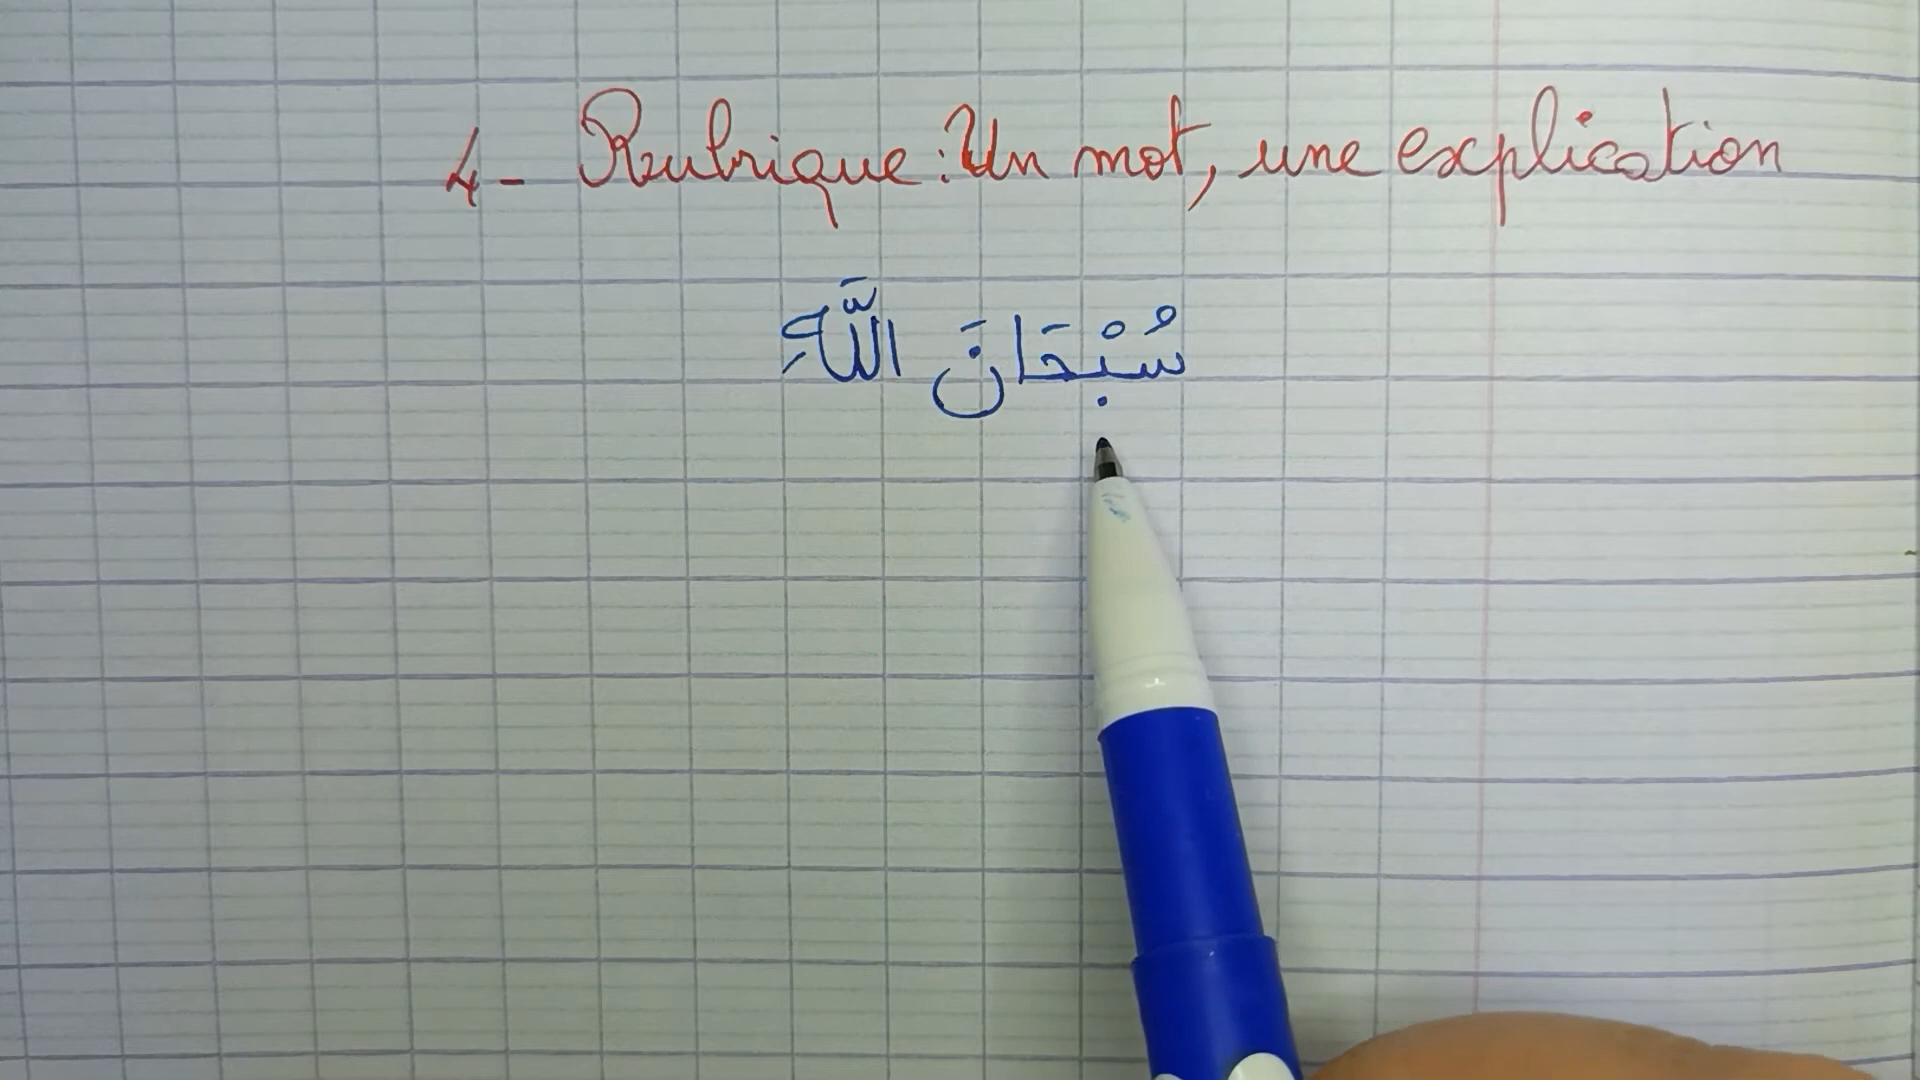 4- Rubrique : Un mot, une explication
سُبْحَانَ اللَّهِ